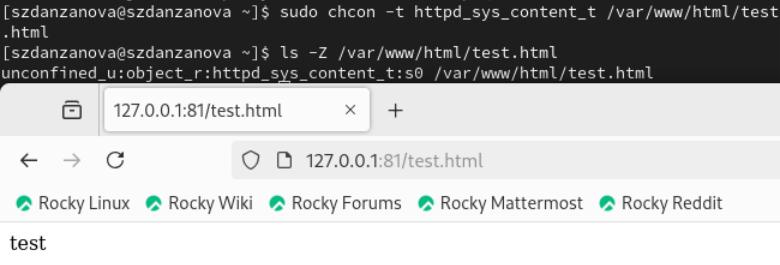 [szdanzanova@szdanzanova ~]$ sudo chcon -t httpd_sys_content_t /var/www/html/test
.html
[szdanzanova@szdanzanova ~]$ ls -Z /var/www/html/test.html
unconfined_u:object_r:httpd_sys_content_t:s0 /var/www/html/test.html
127.0.0.1:81/test.html
127.0.0.1:81/test.html
Rocky Linux Rocky Wiki Rocky Forums Rocky Mattermost Rocky Reddit
test